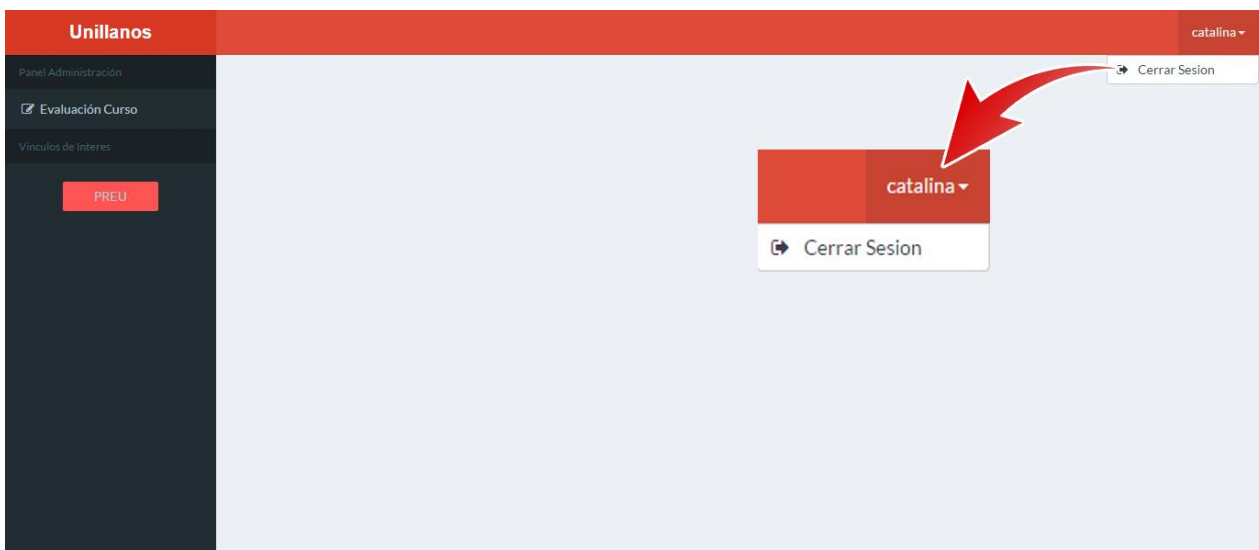 Unillanos
catalina
Panel Administración
Cerrar Sesion
Evaluación Curso
Vinculos de Interes
PREU
catalina
Cerrar Sesion